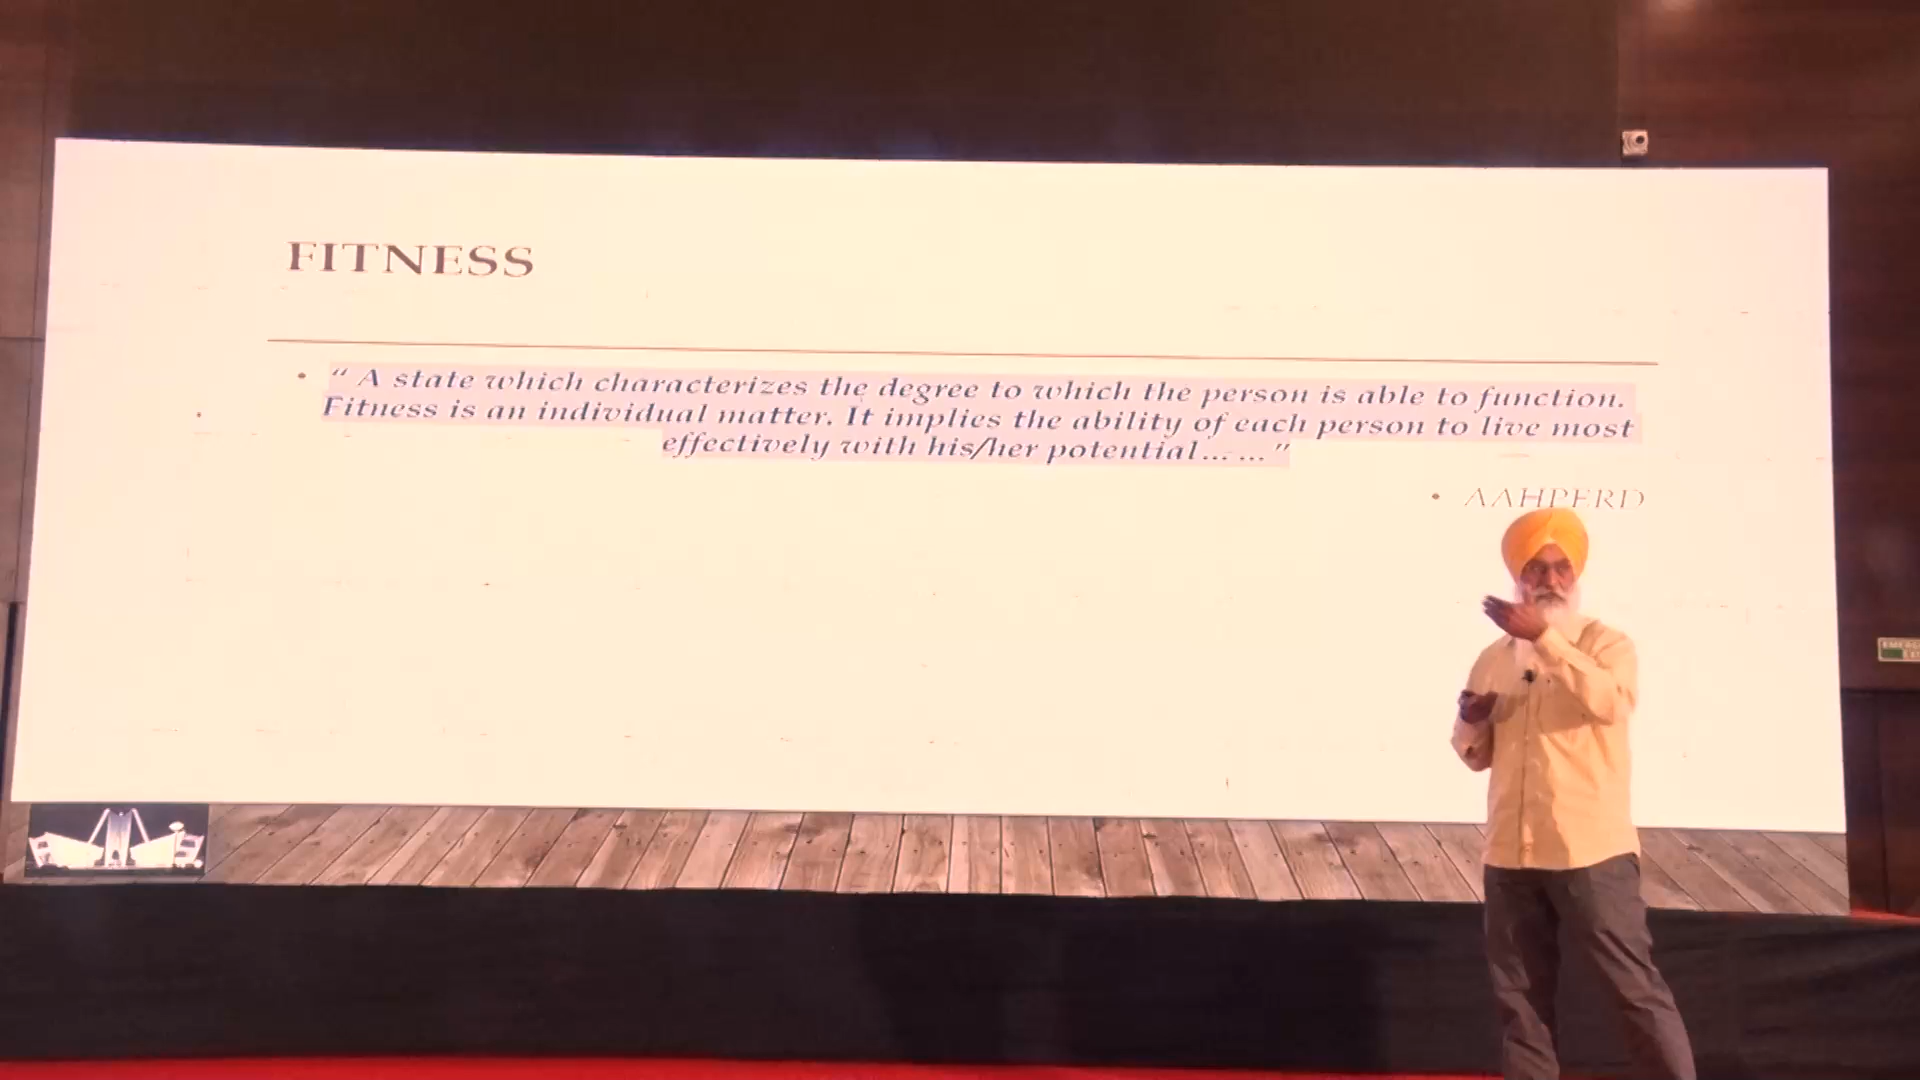 FITNESS
• “ A state which characterizes the degree to which the person is able to function.
Fitness is an individual matter. It implies the ability of each person to live most
effectively with his/her potential... ... ”
• AAHPERD